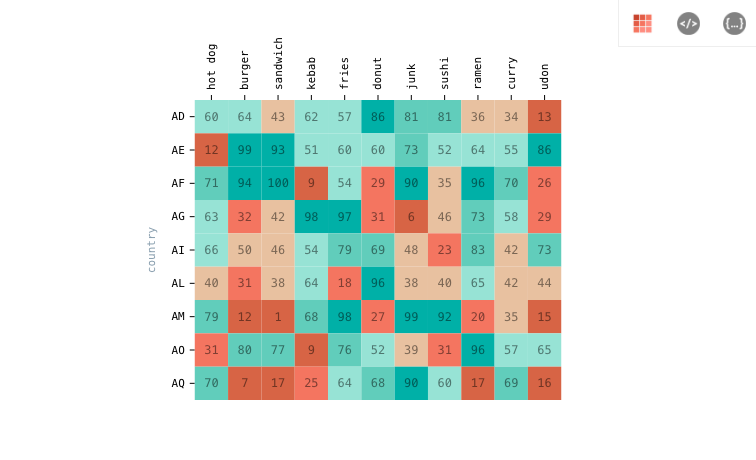 </> {...}
hot dog burger sandwich kebab fries donut junk sushi ramen curry udon
country
AD 60 64 43 62 57 86 81 81 36 34 13
AE 12 99 93 51 60 60 73 52 64 55 86
AF 71 94 100 9 54 29 90 35 96 70 26
AG 63 32 42 98 97 31 6 46 73 58 29
AI 66 50 46 54 79 69 48 23 83 42 73
AL 40 31 38 64 18 96 38 40 65 42 44
AM 79 12 1 68 98 27 99 92 20 35 15
AO 31 80 77 9 76 52 39 31 96 57 65
AQ 70 7 17 25 64 68 90 60 17 69 16